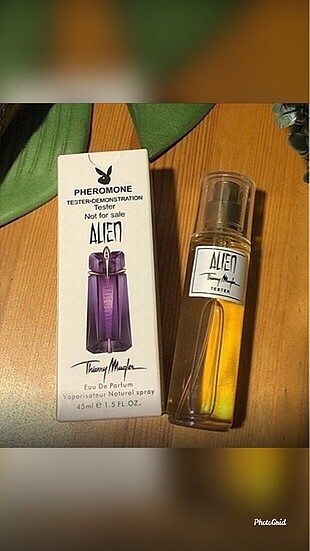 PHEROMONE
TESTER-DEMONSTRATION
Tester
Not for sale
ALIEN
Thierry Mugler
Eau De Parfum
Vaporisateur Natural spray
45ml ℮ 1.5 FL.OZ.
ALIEN
Thierry Mugler
TESTER
PhotoGrid